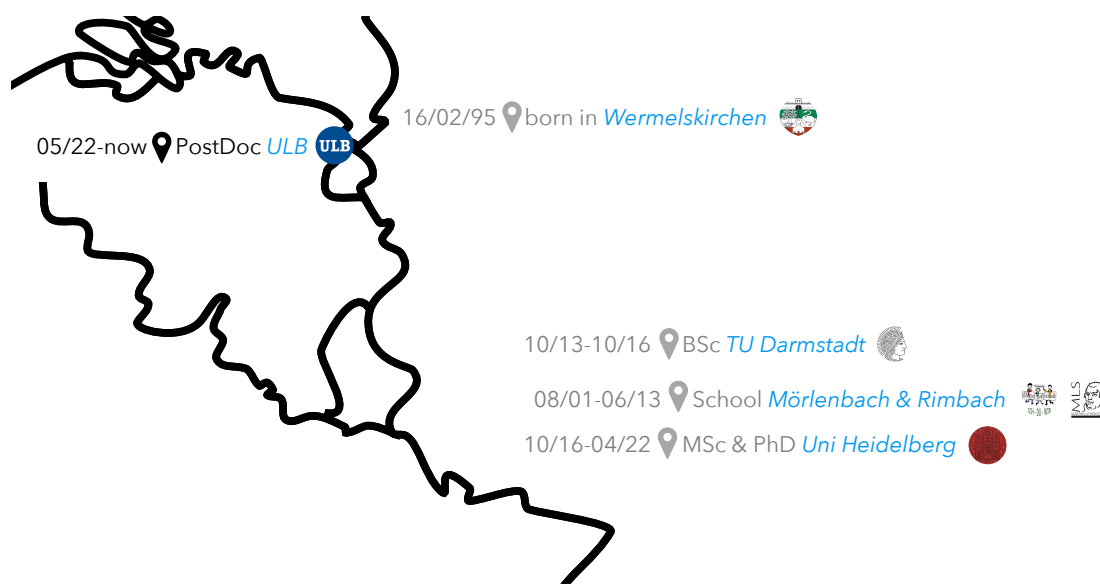 16/02/95 born in Wermelskirchen
05/22-now PostDoc ULB ULB
10/13-10/16 BSc TU Darmstadt
08/01-06/13 School Mörlenbach & Rimbach
MLS
10/16-04/22 MSc & PhD Uni Heidelberg